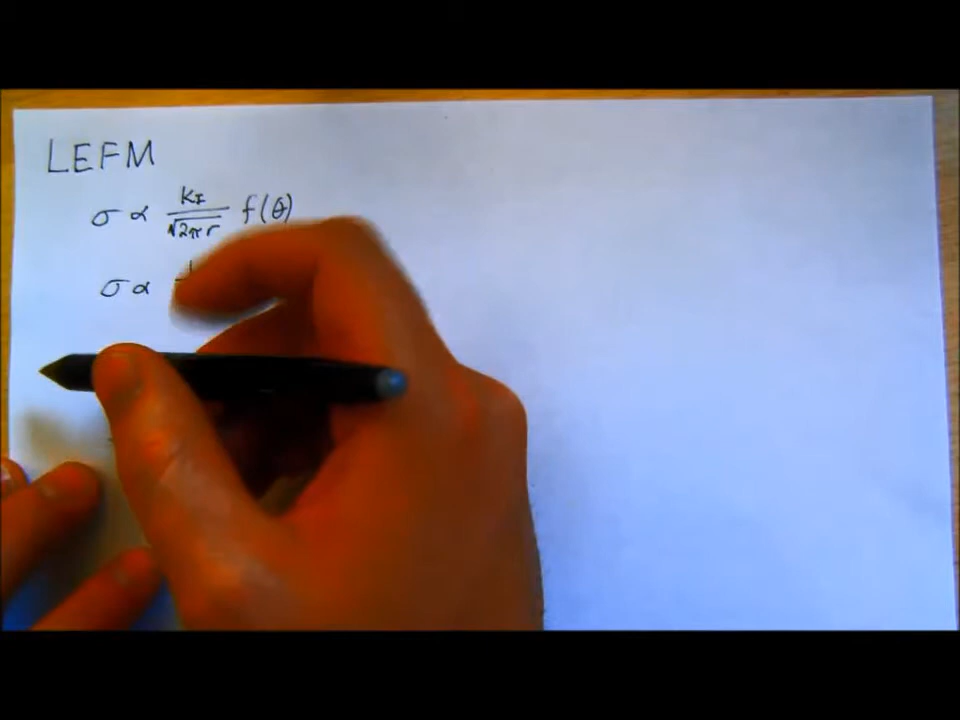 LEFM
σ ∝ K_I / √(2πr) f(θ)
σ ∝